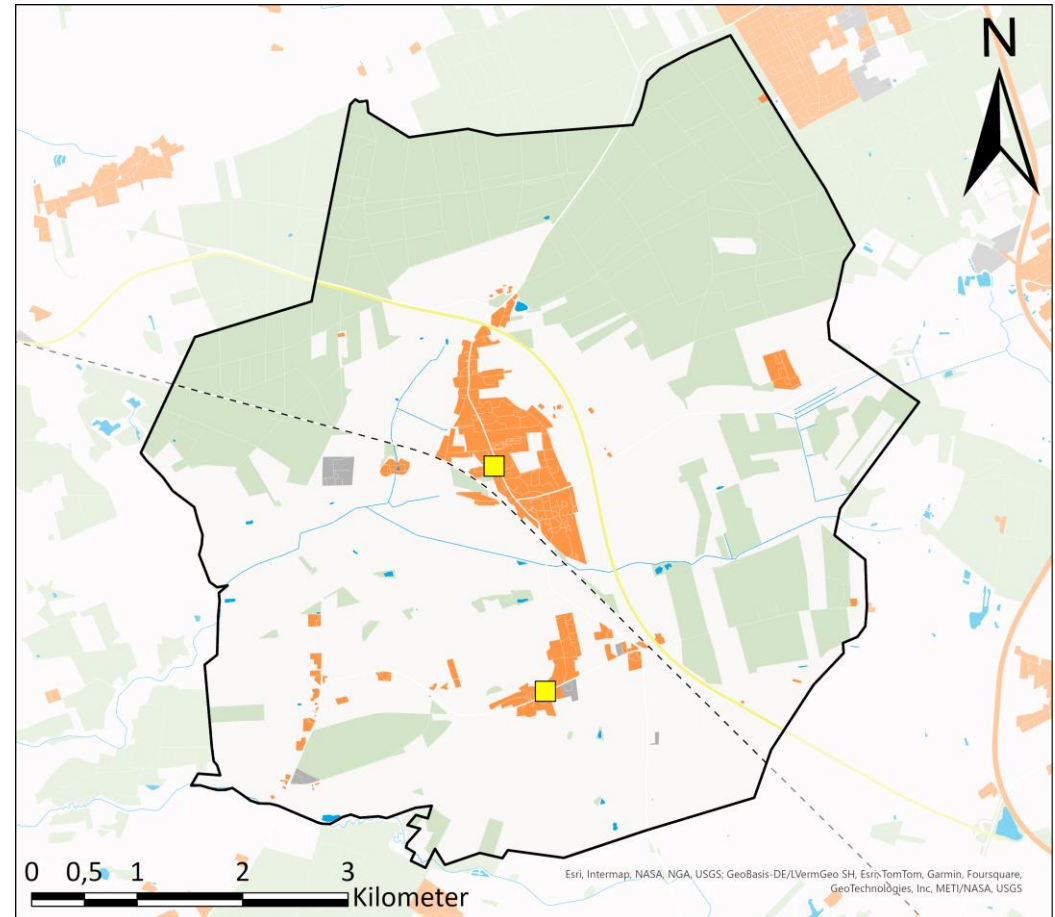 N
0 0,5 1 2 3
Kilometer
Esri, Intermap, NASA, NGA, USGS; GeoBasis-DE/LVermGeo SH, Esri, TomTom, Garmin, Foursquare,
GeoTechnologies, Inc, METI/NASA, USGS